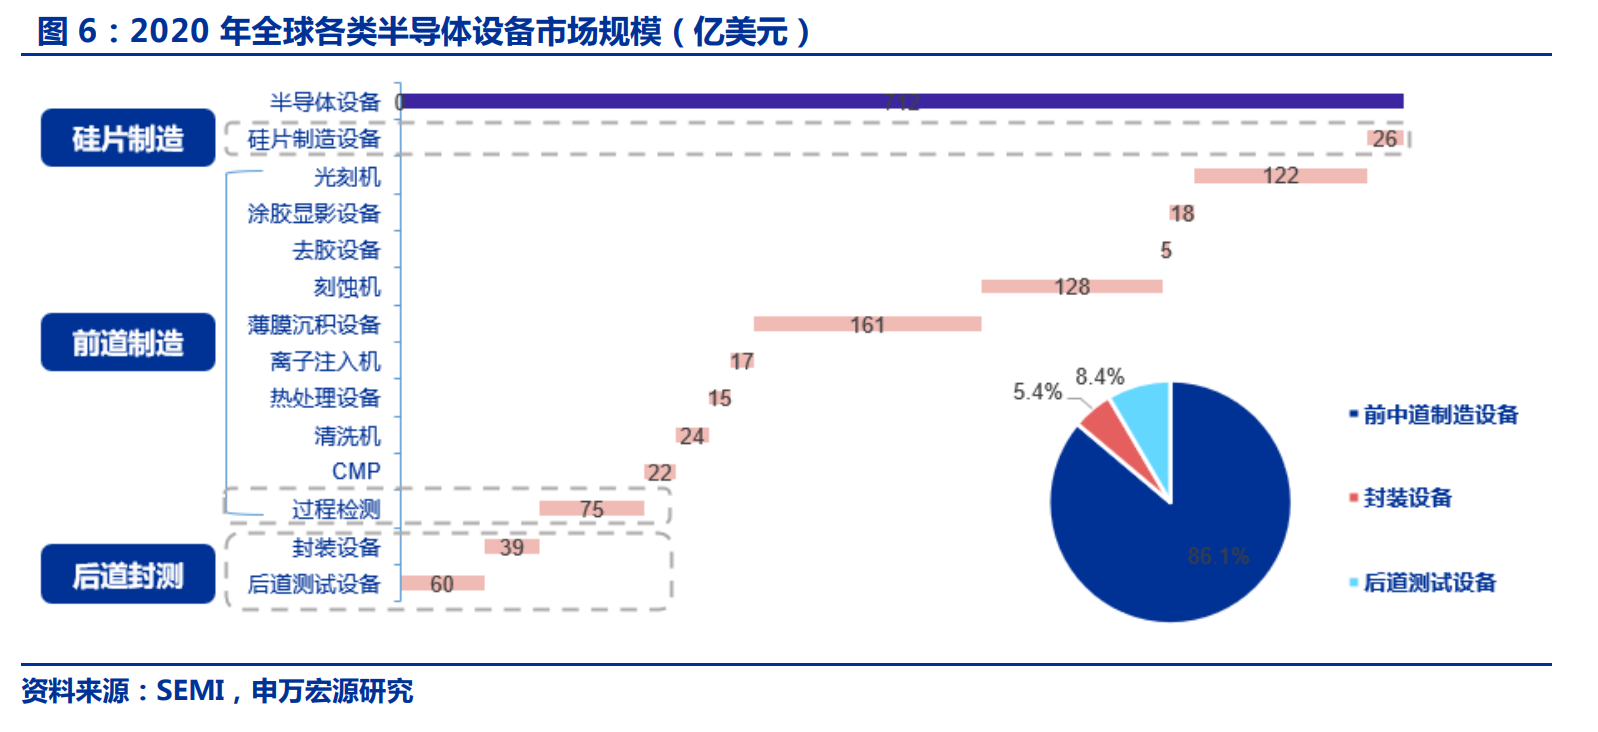 图 6：2020 年全球各类半导体设备市场规模（亿美元）
半导体设备 0 712
硅片制造
硅片制造设备 26
光刻机 122
涂胶显影设备 18
去胶设备 5
刻蚀机 128
前道制造
薄膜沉积设备 161
离子注入机 17
热处理设备 15
清洗机 24
CMP 22
过程检测 75
后道封测
封装设备 39
后道测试设备 60
5.4% 8.4%
86.1%
前中道制造设备
封装设备
后道测试设备
资料来源：SEMI，申万宏源研究